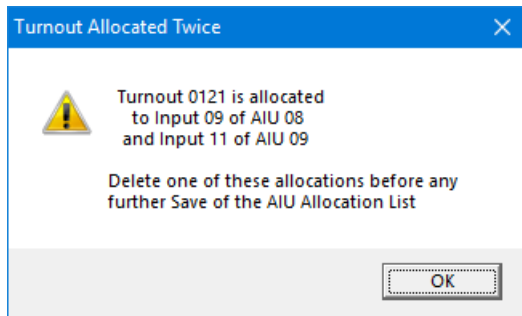 Turnout Allocated Twice
Turnout 0121 is allocated
to Input 09 of AIU 08
and Input 11 of AIU 09
Delete one of these allocations before any
further Save of the AIU Allocation List
OK